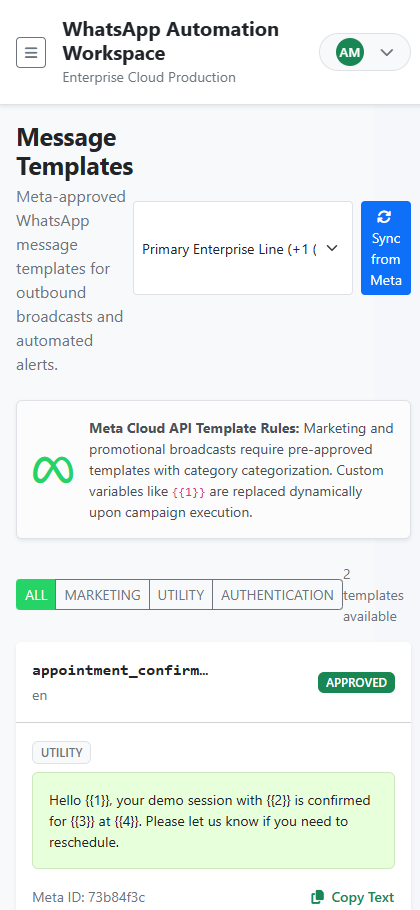 WhatsApp Automation
Workspace
Enterprise Cloud Production
AM
Message
Templates
Meta-approved
WhatsApp
message
templates for
outbound
broadcasts and
automated
alerts.
Primary Enterprise Line (+1 (
Sync
from
Meta
Meta Cloud API Template Rules: Marketing and
promotional broadcasts require pre-approved
templates with category categorization. Custom
variables like {{1}} are replaced dynamically
upon campaign execution.
ALL
MARKETING
UTILITY
AUTHENTICATION
2
templates
available
appointment_confirm…
en
APPROVED
UTILITY
Hello {{1}}, your demo session with {{2}} is confirmed
for {{3}} at {{4}}. Please let us know if you need to
reschedule.
Meta ID: 73b84f3c
Copy Text